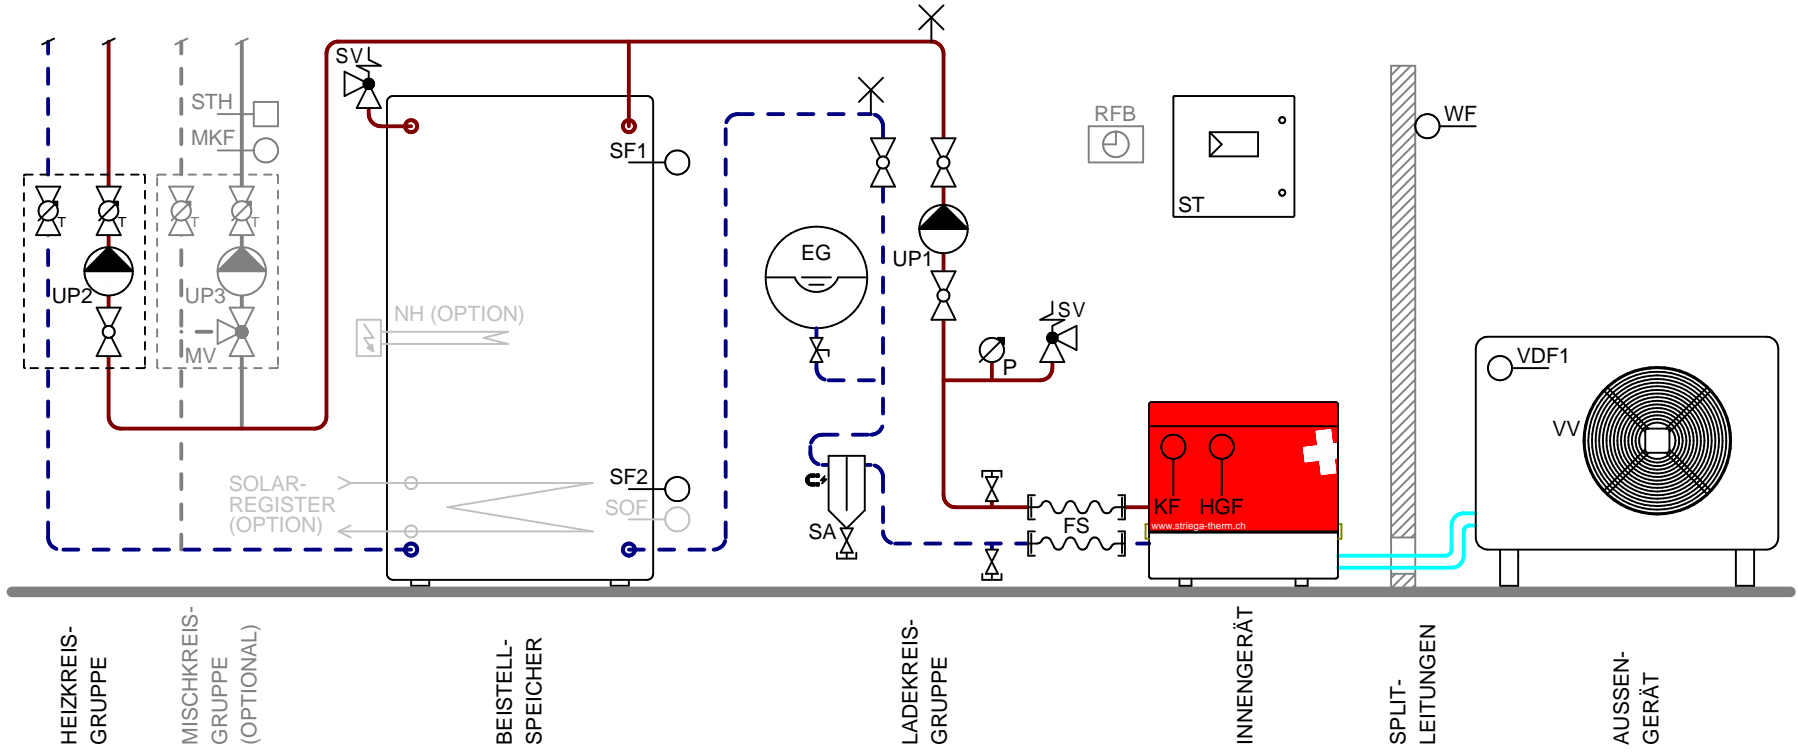 SV
STH
MKF
SF1
RFB
WF
ST
T
T
T
T
EG
UP1
UP2
UP3
NH (OPTION)
SV
MV
P
VDF1
VV
SOLAR-
REGISTER
(OPTION)
SF2
SOF
KF
HGF
www.striega-therm.ch
FS
SA
HEIZKREIS-
GRUPPE
MISCHKREIS-
GRUPPE
(OPTIONAL)
BEISTELL-
SPEICHER
LADEKREIS-
GRUPPE
INNENGERÄT
SPLIT-
LEITUNGEN
AUSSEN-
GERÄT